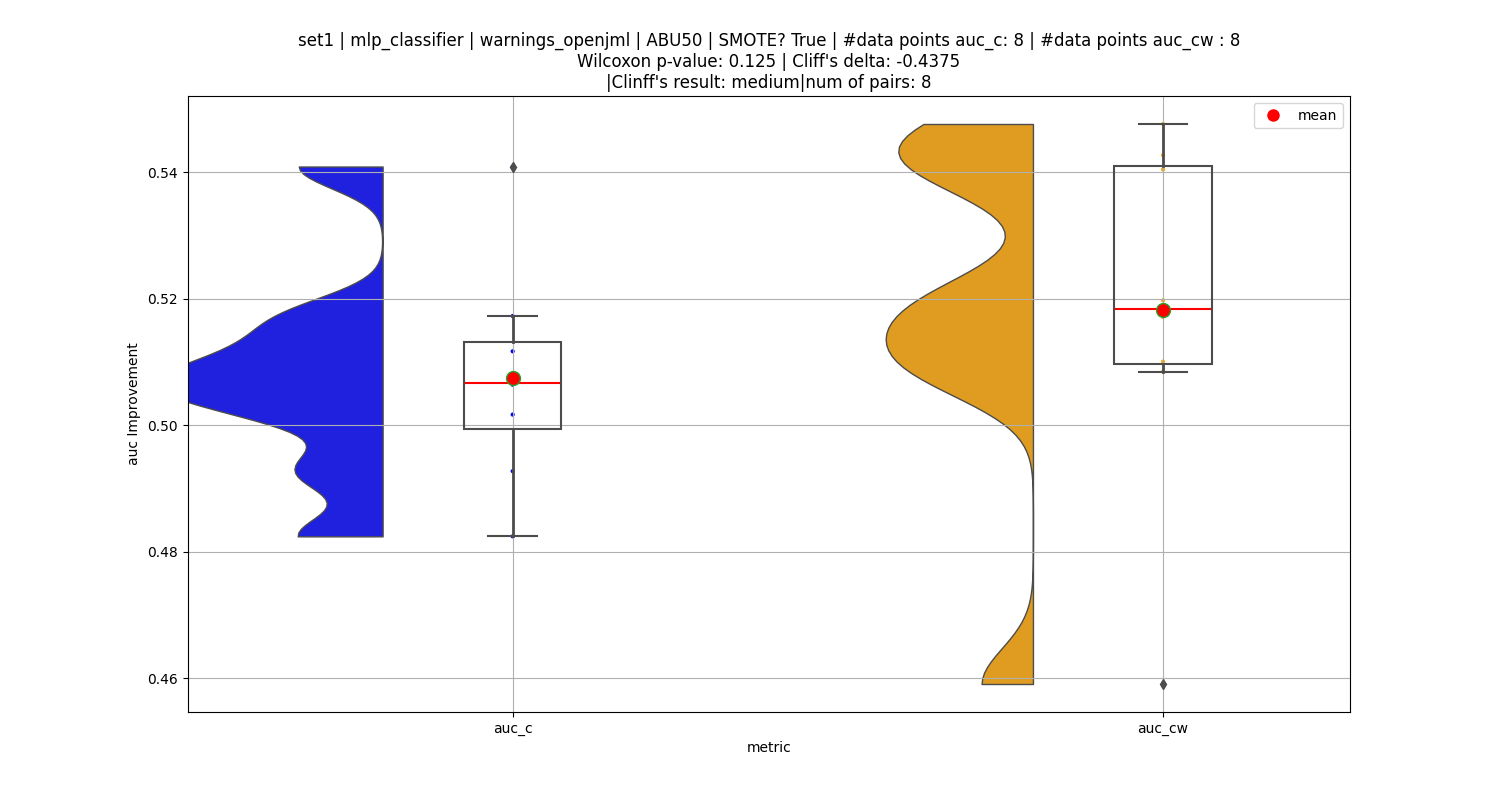 set1 | mlp_classifier | warnings_openjml | ABU50 | SMOTE? True | #data points auc_c: 8 | #data points auc_cw : 8
Wilcoxon p-value: 0.125 | Cliff's delta: -0.4375
|Clinff's result: medium|num of pairs: 8
mean
0.54
0.52
0.50
0.48
0.46
auc Improvement
auc_c
auc_cw
metric